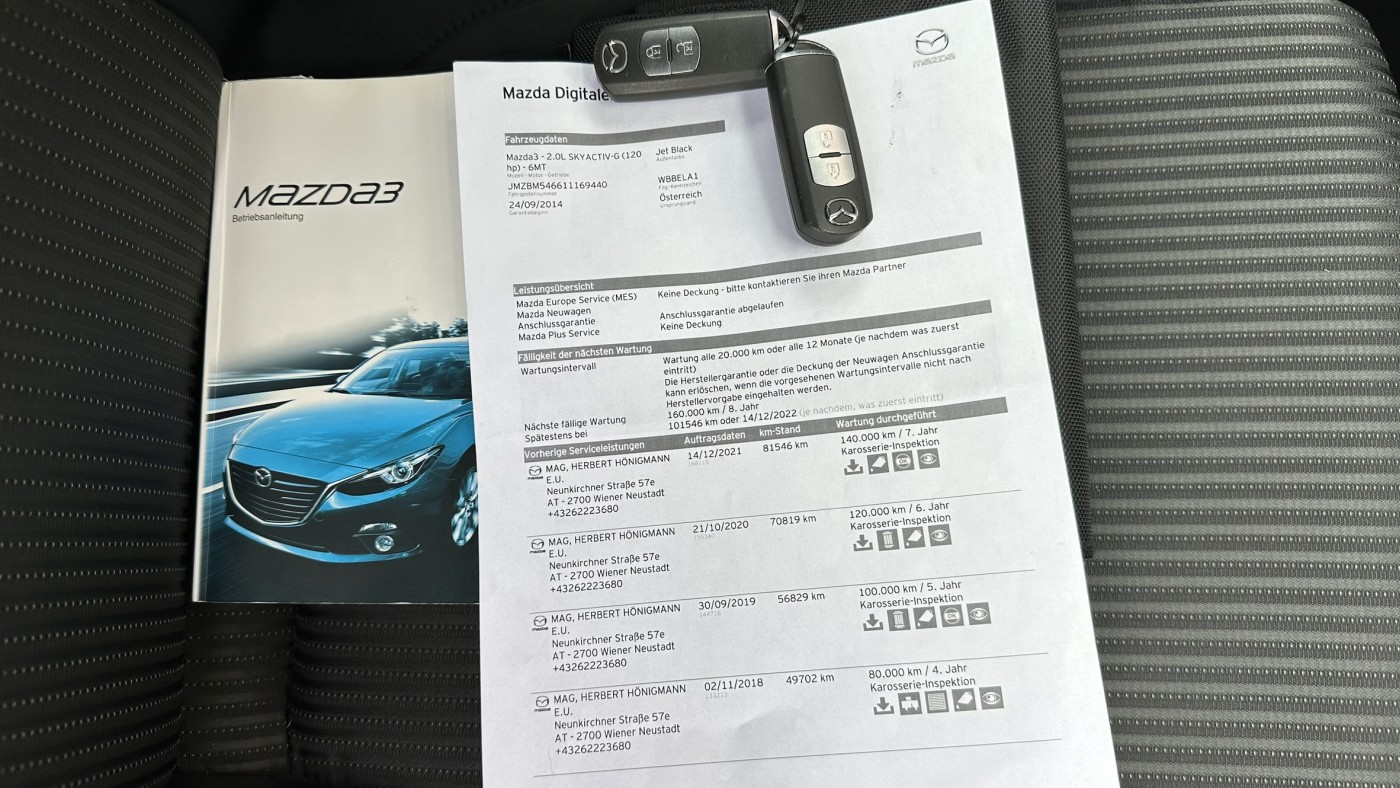 MAZDA3
Betriebsanleitung
Mazda Digitale
mazda
Fahrzeugdaten
Mazda3 - 2.0L SKYACTIV-G (120 hp) - 6MT
Modell - Motor - Getriebe
Jet Black
Außenfarbe
JMZBM546611169440
Fahrgestellnummer
WBBELA1
Fzg.-Kennzeichen
24/09/2014
Garantiebeginn
Österreich
Ursprungsland
Leistungsübersicht
Mazda Europe Service (MES)
Keine Deckung - bitte kontaktieren Sie ihren Mazda Partner
Mazda Neuwagen
Anschlussgarantie
Anschlussgarantie abgelaufen
Mazda Plus Service
Keine Deckung
Fälligkeit der nächsten Wartung
Wartungsintervall
Wartung alle 20.000 km oder alle 12 Monate (je nachdem was zuerst
eintritt)
Die Herstellergarantie oder die Deckung der Neuwagen Anschlussgarantie
kann erlöschen, wenn die vorgesehenen Wartungsintervalle nicht nach
Herstellervorgabe eingehalten werden.
Nächste fällige Wartung
160.000 km / 8. Jahr
Spätestens bei
101546 km oder 14/12/2022 (je nachdem, was zuerst eintritt)
Vorherige Serviceleistungen Auftragsdaten km-Stand Wartung durchgeführt
MAG, HERBERT HÖNIGMANN 14/12/2021 81546 km 140.000 km / 7. Jahr
E.U. Karosserie-Inspektion
Neunkirchner Straße 57e
AT - 2700 Wiener Neustadt
+43262223680
MAG, HERBERT HÖNIGMANN 21/10/2020 70819 km 120.000 km / 6. Jahr
E.U. Karosserie-Inspektion
Neunkirchner Straße 57e
AT - 2700 Wiener Neustadt
+43262223680
MAG, HERBERT HÖNIGMANN 30/09/2019 56829 km 100.000 km / 5. Jahr
E.U. Karosserie-Inspektion
Neunkirchner Straße 57e
AT - 2700 Wiener Neustadt
+43262223680
MAG, HERBERT HÖNIGMANN 02/11/2018 49702 km 80.000 km / 4. Jahr
E.U. Karosserie-Inspektion
Neunkirchner Straße 57e
AT - 2700 Wiener Neustadt
+43262223680